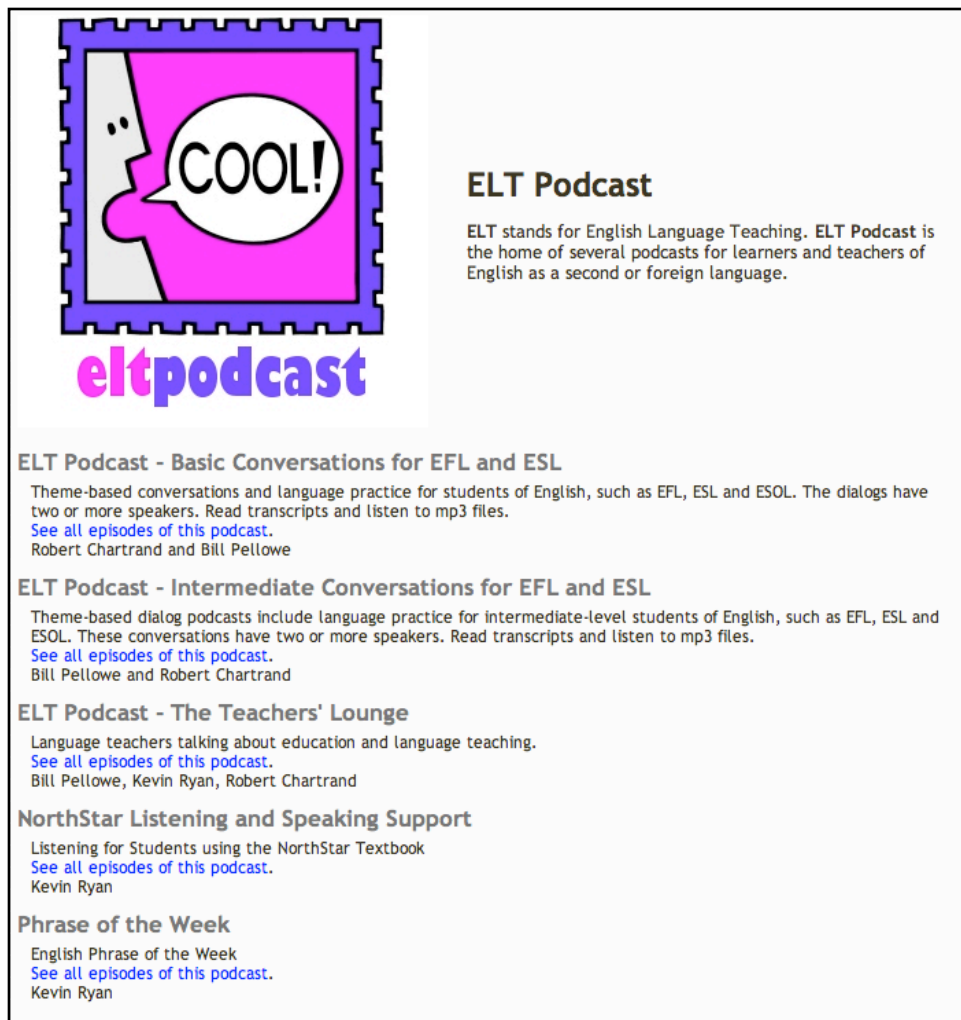 COOL!
eltpodcast
ELT Podcast
ELT stands for English Language Teaching. ELT Podcast is
the home of several podcasts for learners and teachers of
English as a second or foreign language.
ELT Podcast - Basic Conversations for EFL and ESL
Theme-based conversations and language practice for students of English, such as EFL, ESL and ESOL. The dialogs have
two or more speakers. Read transcripts and listen to mp3 files.
See all episodes of this podcast.
Robert Chartrand and Bill Pellowe
ELT Podcast - Intermediate Conversations for EFL and ESL
Theme-based dialog podcasts include language practice for intermediate-level students of English, such as EFL, ESL and
ESOL. These conversations have two or more speakers. Read transcripts and listen to mp3 files.
See all episodes of this podcast.
Bill Pellowe and Robert Chartrand
ELT Podcast - The Teachers' Lounge
Language teachers talking about education and language teaching.
See all episodes of this podcast.
Bill Pellowe, Kevin Ryan, Robert Chartrand
NorthStar Listening and Speaking Support
Listening for Students using the NorthStar Textbook
See all episodes of this podcast.
Kevin Ryan
Phrase of the Week
English Phrase of the Week
See all episodes of this podcast.
Kevin Ryan